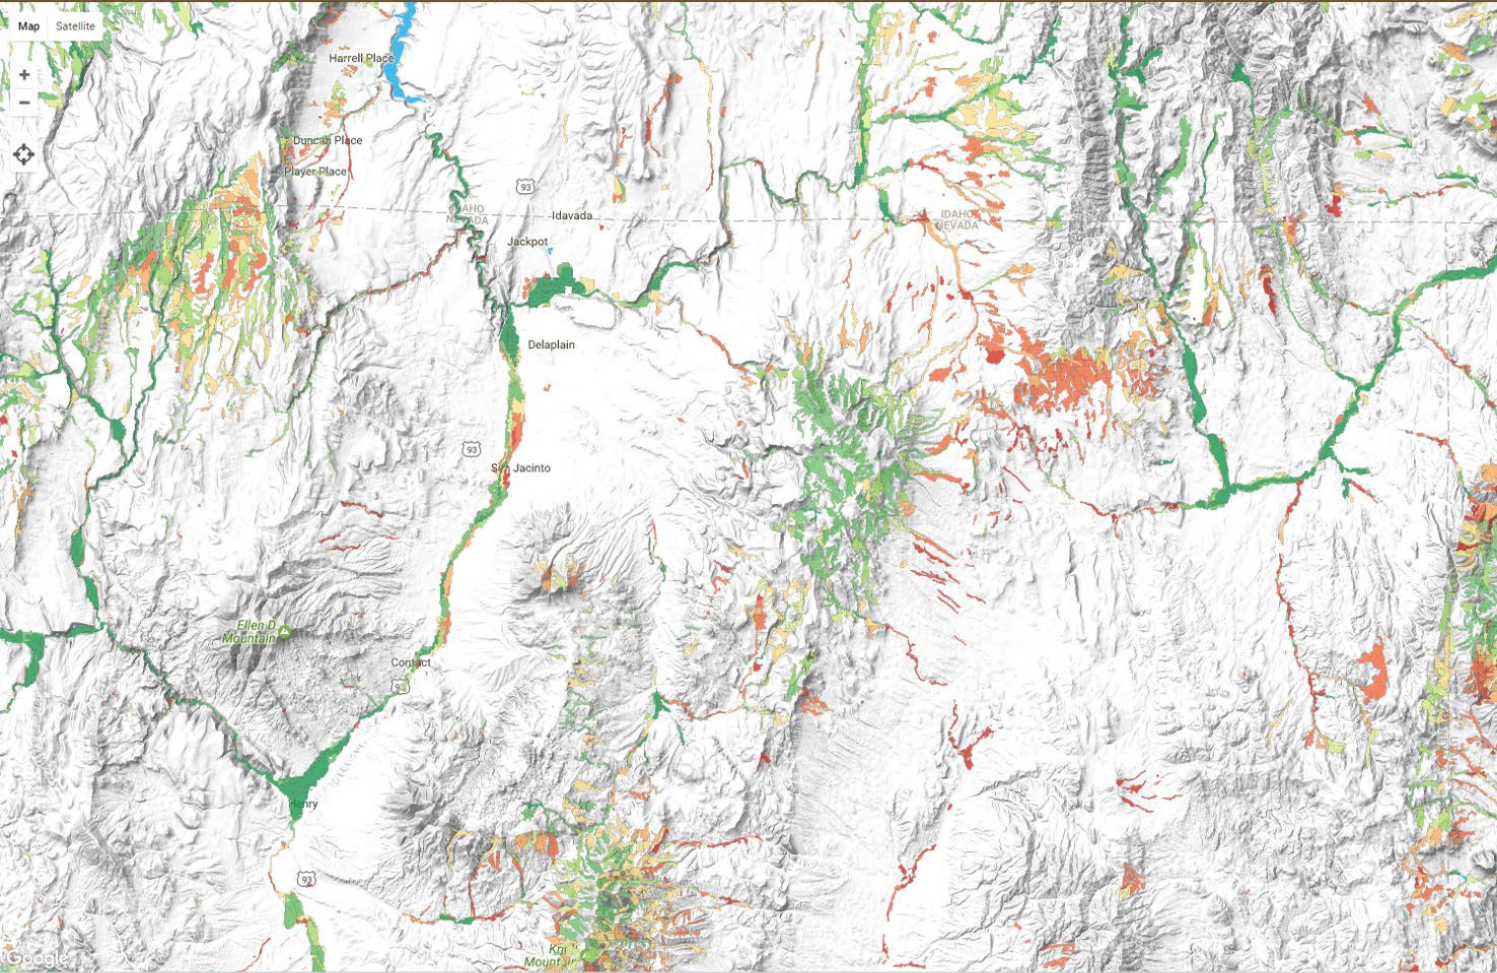 Map Satellite
+
−
Harrell Place
Duncan Place
Player Place
93
IDAHO
NEVADA
Idavada
IDAHO
NEVADA
Jackpot
Delaplain
93
San Jacinto
Ellen D
Mountain
Contact
93
Henry
93
Mountain
Google